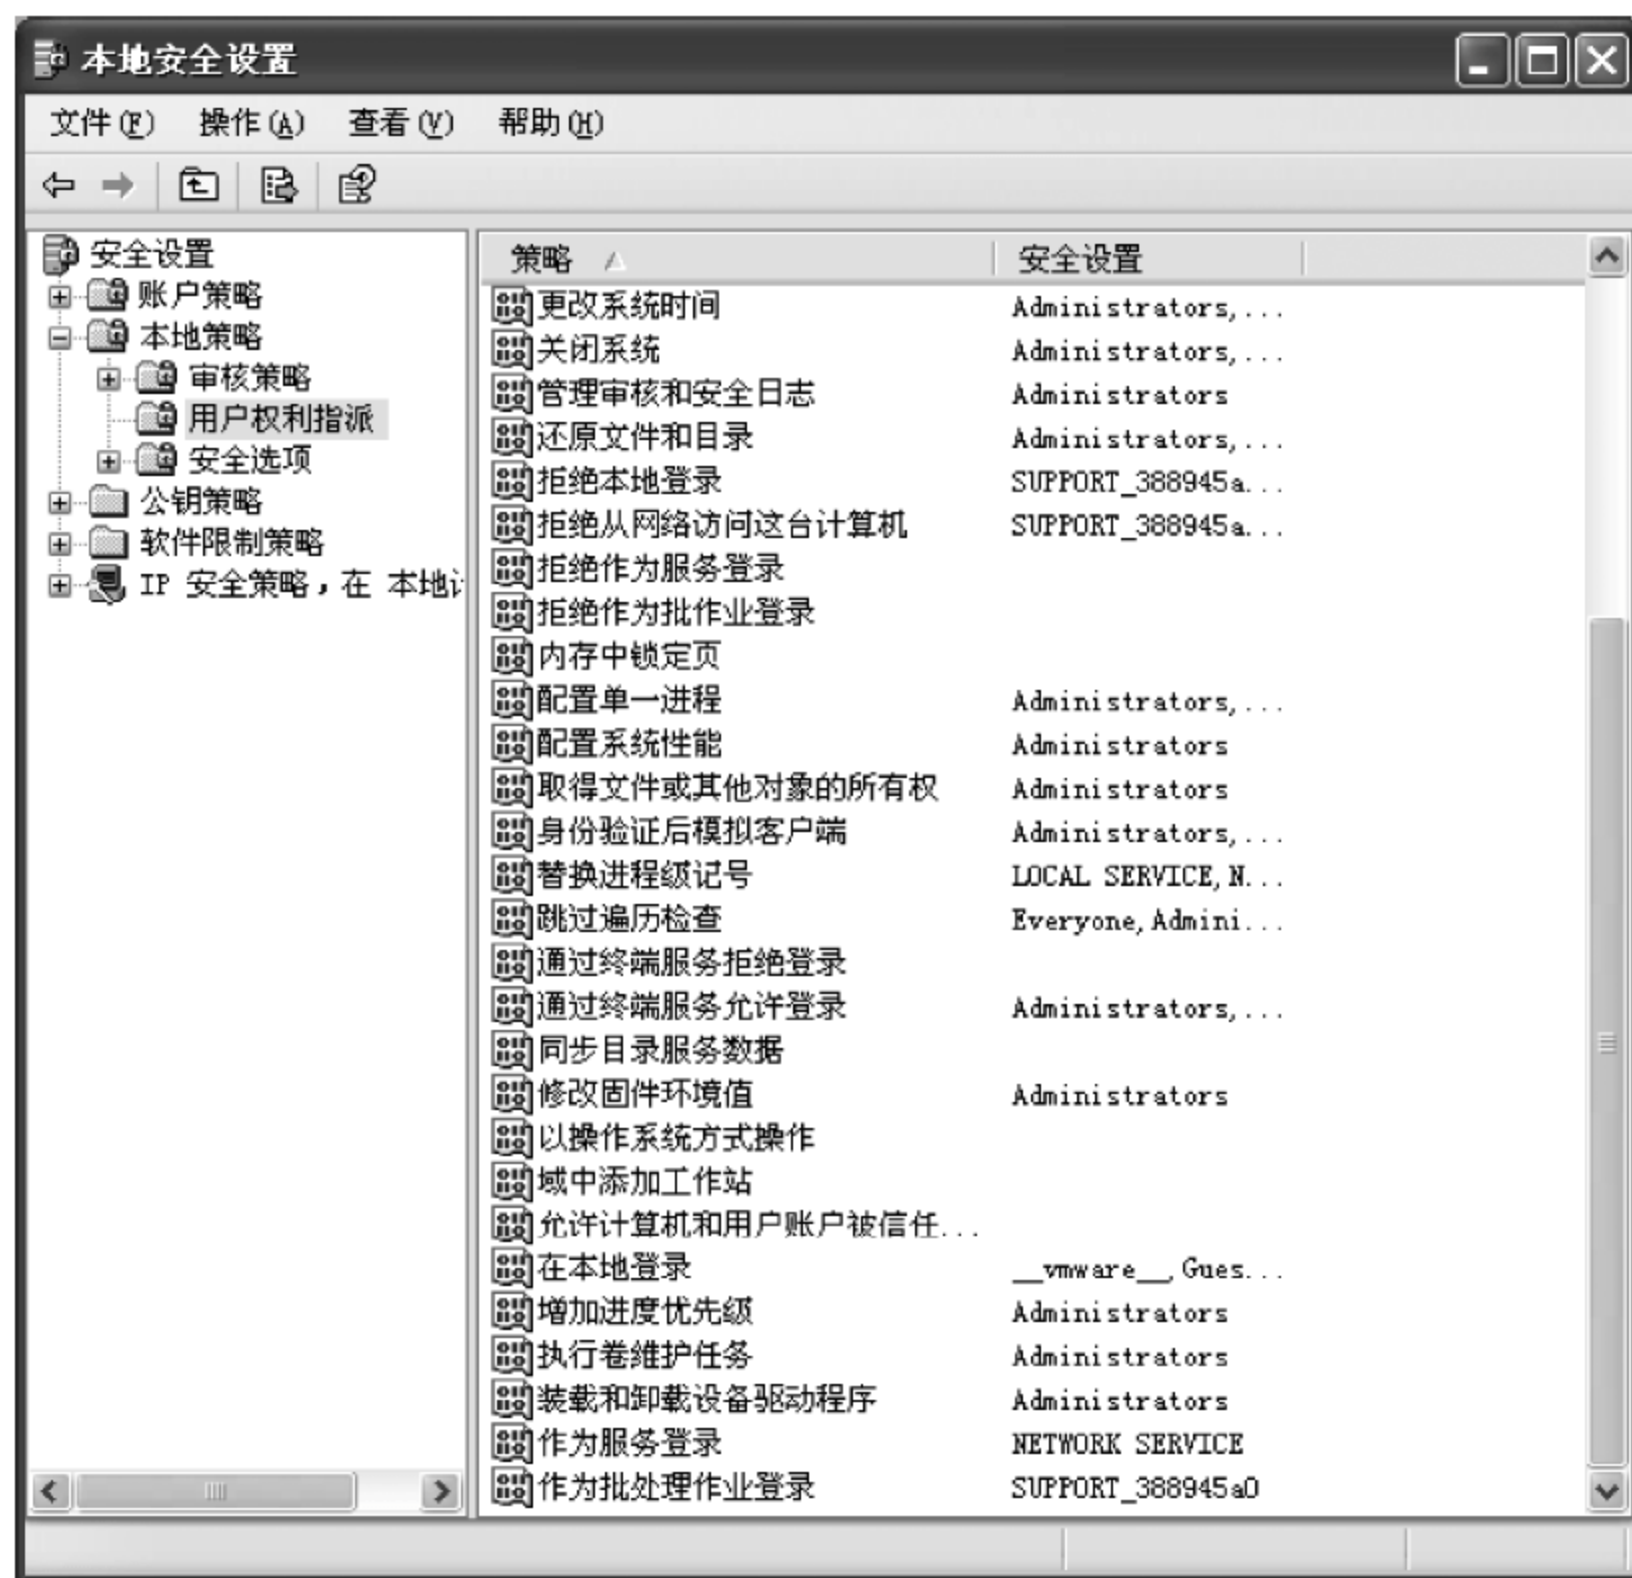 本地安全设置
文件(F) 操作(A) 查看(V) 帮助(H)
安全设置
账户策略
本地策略
审核策略
用户权利指派
安全选项
公钥策略
软件限制策略
IP 安全策略，在 本地
策略 安全设置
更改系统时间 Administrators,...
关闭系统 Administrators,...
管理审核和安全日志 Administrators
还原文件和目录 Administrators,...
拒绝本地登录 SUPPORT_388945a...
拒绝从网络访问这台计算机 SUPPORT_388945a...
拒绝作为服务登录
拒绝作为批作业登录
内存中锁定页
配置单一进程 Administrators,...
配置系统性能 Administrators
取得文件或其他对象的所有权 Administrators
身份验证后模拟客户端 Administrators,...
替换进程级记号 LOCAL SERVICE,N...
跳过遍历检查 Everyone,Admini...
通过终端服务拒绝登录
通过终端服务允许登录 Administrators,...
同步目录服务数据
修改固件环境值 Administrators
以操作系统方式操作
域中添加工作站
允许计算机和用户账户被信任...
在本地登录 __vmware__,Gues...
增加进度优先级 Administrators
执行卷维护任务 Administrators
装载和卸载设备驱动程序 Administrators
作为服务登录 NETWORK SERVICE
作为批处理作业登录 SUPPORT_388945a0